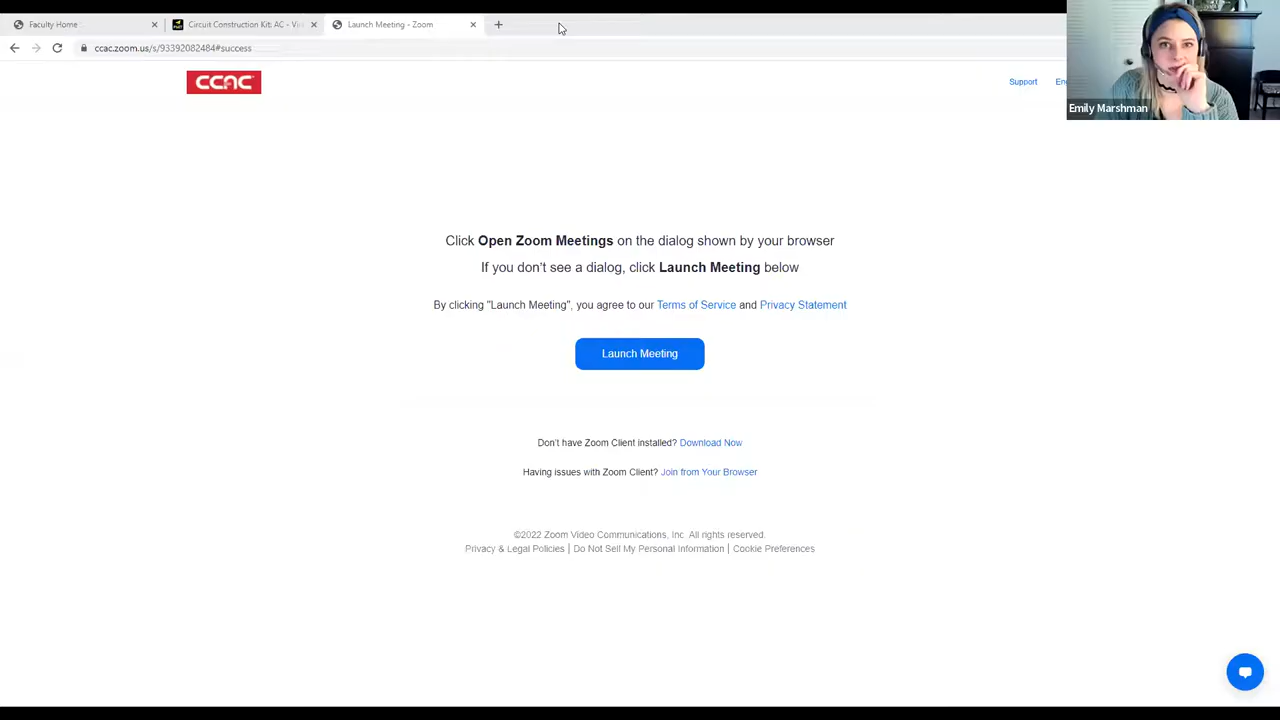 Faculty Home
Circuit Construction Kit: AC - Vir
Launch Meeting - Zoom
ccac.zoom.us/s/93392082484#success
CCAC
Support
En
Emily Marshman
Click Open Zoom Meetings on the dialog shown by your browser
If you don't see a dialog, click Launch Meeting below
By clicking "Launch Meeting", you agree to our Terms of Service and Privacy Statement
Launch Meeting
Don't have Zoom Client installed? Download Now
Having issues with Zoom Client? Join from Your Browser
©2022 Zoom Video Communications, Inc. All rights reserved.
Privacy & Legal Policies | Do Not Sell My Personal Information | Cookie Preferences